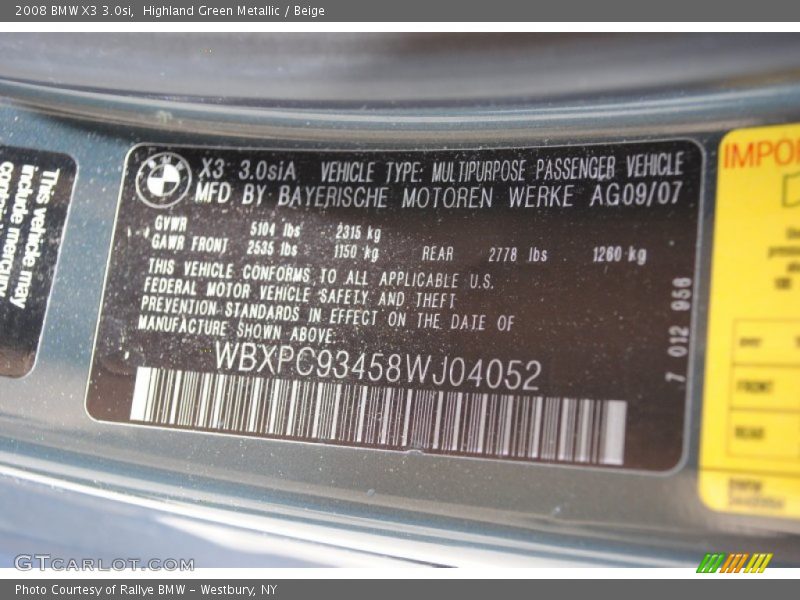 2008 BMW X3 3.0si, Highland Green Metallic / Beige
This vehicle may
include mercury
BMW
X3 3.0siA VEHICLE TYPE: MULTIPURPOSE PASSENGER VEHICLE
MFD BY BAYERISCHE MOTOREN WERKE AG09/07
GVWR 5104 lbs 2315 kg
GAWR FRONT 2535 lbs 1150 kg REAR 2778 lbs 1260 kg
THIS VEHICLE CONFORMS TO ALL APPLICABLE U.S.
FEDERAL MOTOR VEHICLE SAFETY AND THEFT
PREVENTION STANDARDS IN EFFECT ON THE DATE OF
MANUFACTURE SHOWN ABOVE:
WBXPC93458WJ04052
7 012 956
IMPO
FRONT
REAR
GTcarlot.com
Photo Courtesy of Rallye BMW - Westbury, NY